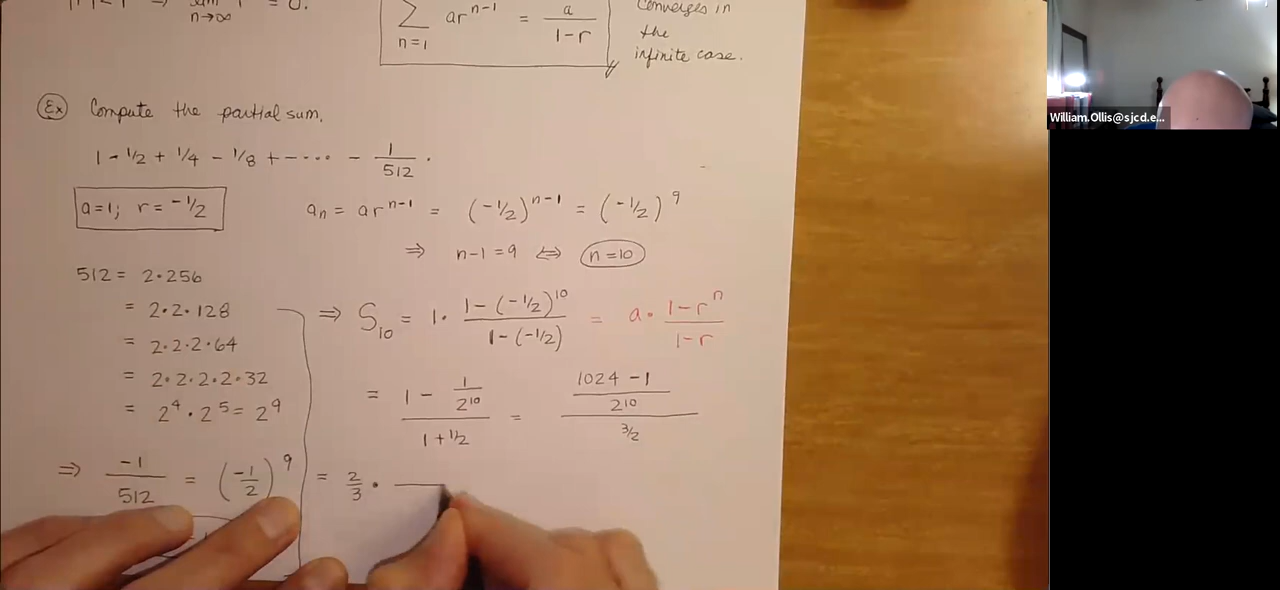 n→∞ = 0.
∑ n=1 ar^(n-1) = a/(1-r)
Converges in
the
infinite case.
Ex Compute the partial sum.
1 - 1/2 + 1/4 - 1/8 + - ···· - 1/512 .
a=1; r = -1/2
a_n = ar^(n-1) = (-1/2)^(n-1) = (-1/2)^9
⇒ n-1 = 9 ⇔ n=10
512 = 2·256
= 2·2·128
= 2·2·2·64
= 2·2·2·2·32
= 2^4 · 2^5 = 2^9
⇒ -1/512 = (-1/2)^9
⇒ S_10 = 1 · (1-(-1/2)^10)/(1-(-1/2)) = a · (1-r^n)/(1-r)
= (1 - 1/2^10)/(1+1/2) = ((1024-1)/2^10)/(3/2)
= 2/3 ·
William.Ollis@sjcd.e...